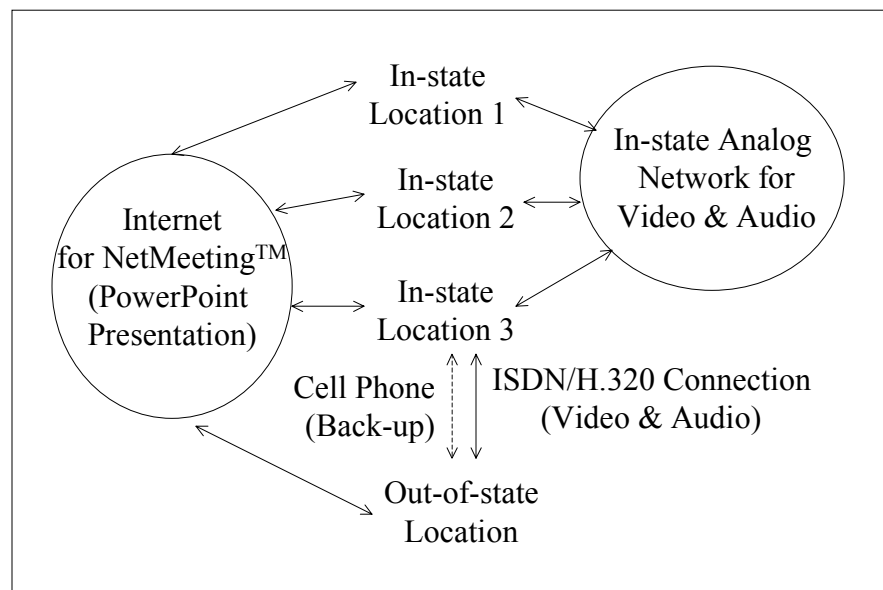 In-state
Location 1
In-state Analog
Network for
Video & Audio
In-state
Location 2
Internet
for NetMeeting™
(PowerPoint
Presentation)
In-state
Location 3
Cell Phone
(Back-up)
ISDN/H.320 Connection
(Video & Audio)
Out-of-state
Location